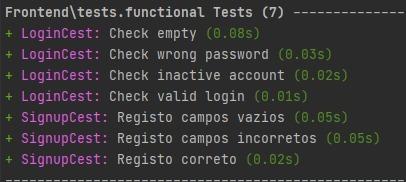 Frontend\tests.functional Tests (7) --------------
+ LoginCest: Check empty (0.08s)
+ LoginCest: Check wrong password (0.03s)
+ LoginCest: Check inactive account (0.02s)
+ LoginCest: Check valid login (0.01s)
+ SignupCest: Registo campos vazios (0.05s)
+ SignupCest: Registo campos incorretos (0.05s)
+ SignupCest: Registo correto (0.02s)
--------------------------------------------------